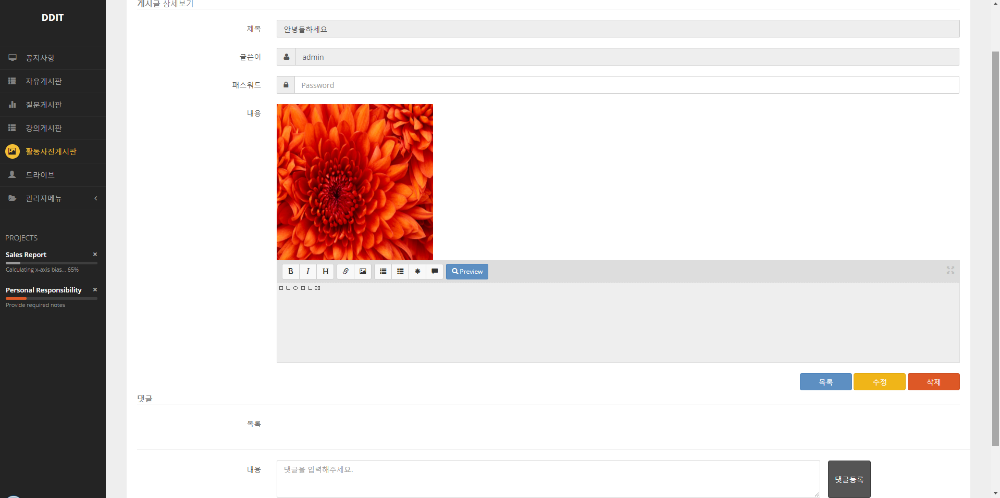 DDIT
공지사항
자유게시판
질문게시판
강의게시판
활동사진게시판
드라이브
관리자메뉴
PROJECTS
Sales Report
Calculating x-axis bias... 65%
Personal Responsibility
Provide required notes
게시글 상세보기
제목
안녕들하세요
글쓴이
admin
패스워드
Password
내용
B I H Preview
ㅁㄴㅇㅁㄴㄻ
목록 수정 삭제
댓글
목록
내용
댓글을 입력해주세요.
댓글등록